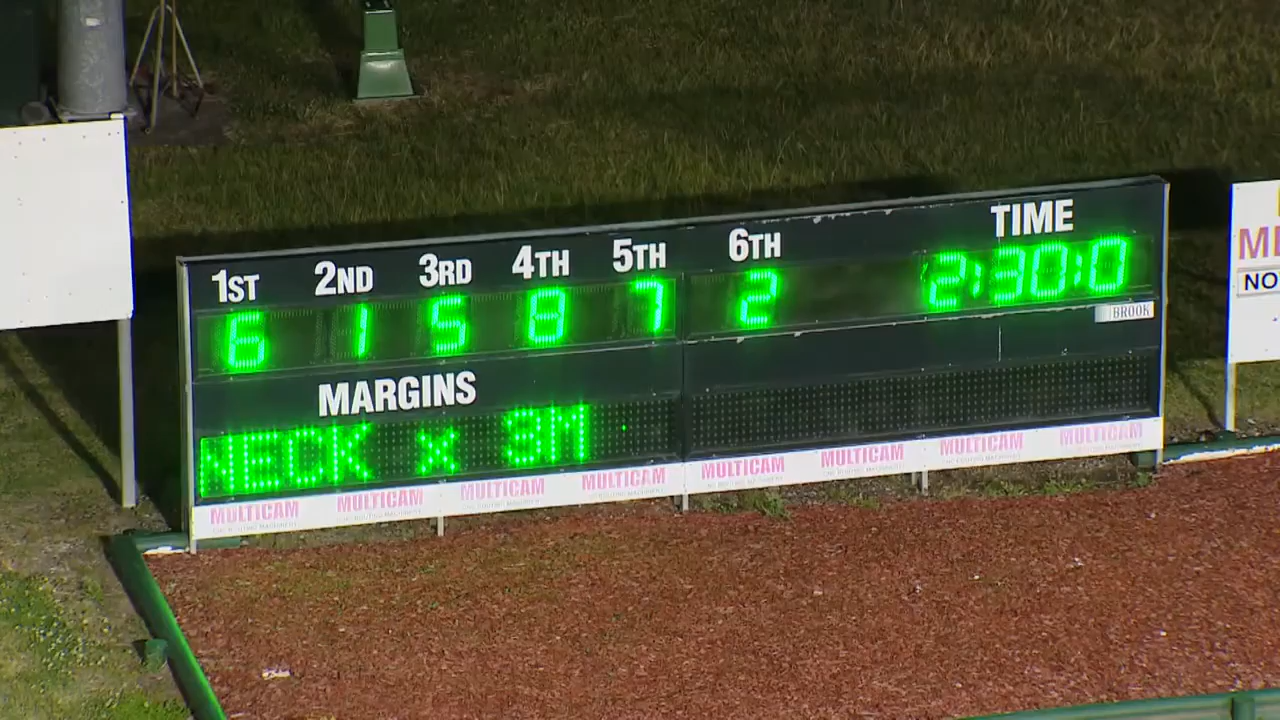 1ST 2ND 3RD 4TH 5TH 6TH TIME
6 1 5 8 7 2 2:30:0
BROOK
MARGINS
NECK x 3M
MULTICAM MULTICAM MULTICAM MULTICAM MULTICAM MULTICAM MULTICAM MULTICAM
NO